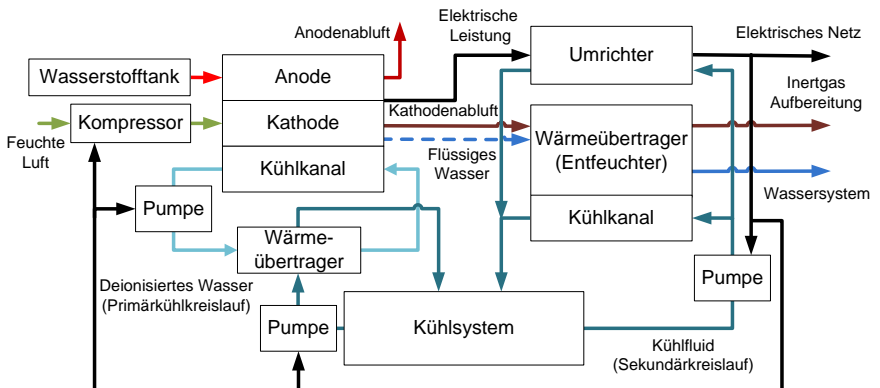 Anodenabluft
Elektrische
Leistung
Elektrisches Netz
Wasserstofftank
Anode
Umrichter
Inertgas
Aufbereitung
Kompressor
Kathode
Kathodenabluft
Wärmeübertrager
(Entfeuchter)
Feuchte
Luft
Flüssiges
Wasser
Kühlkanal
Wassersystem
Pumpe
Kühlkanal
Wärme-
übertrager
Pumpe
Deionisiertes Wasser
(Primärkühlkreislauf)
Pumpe
Kühlsystem
Kühlfluid
(Sekundärkreislauf)